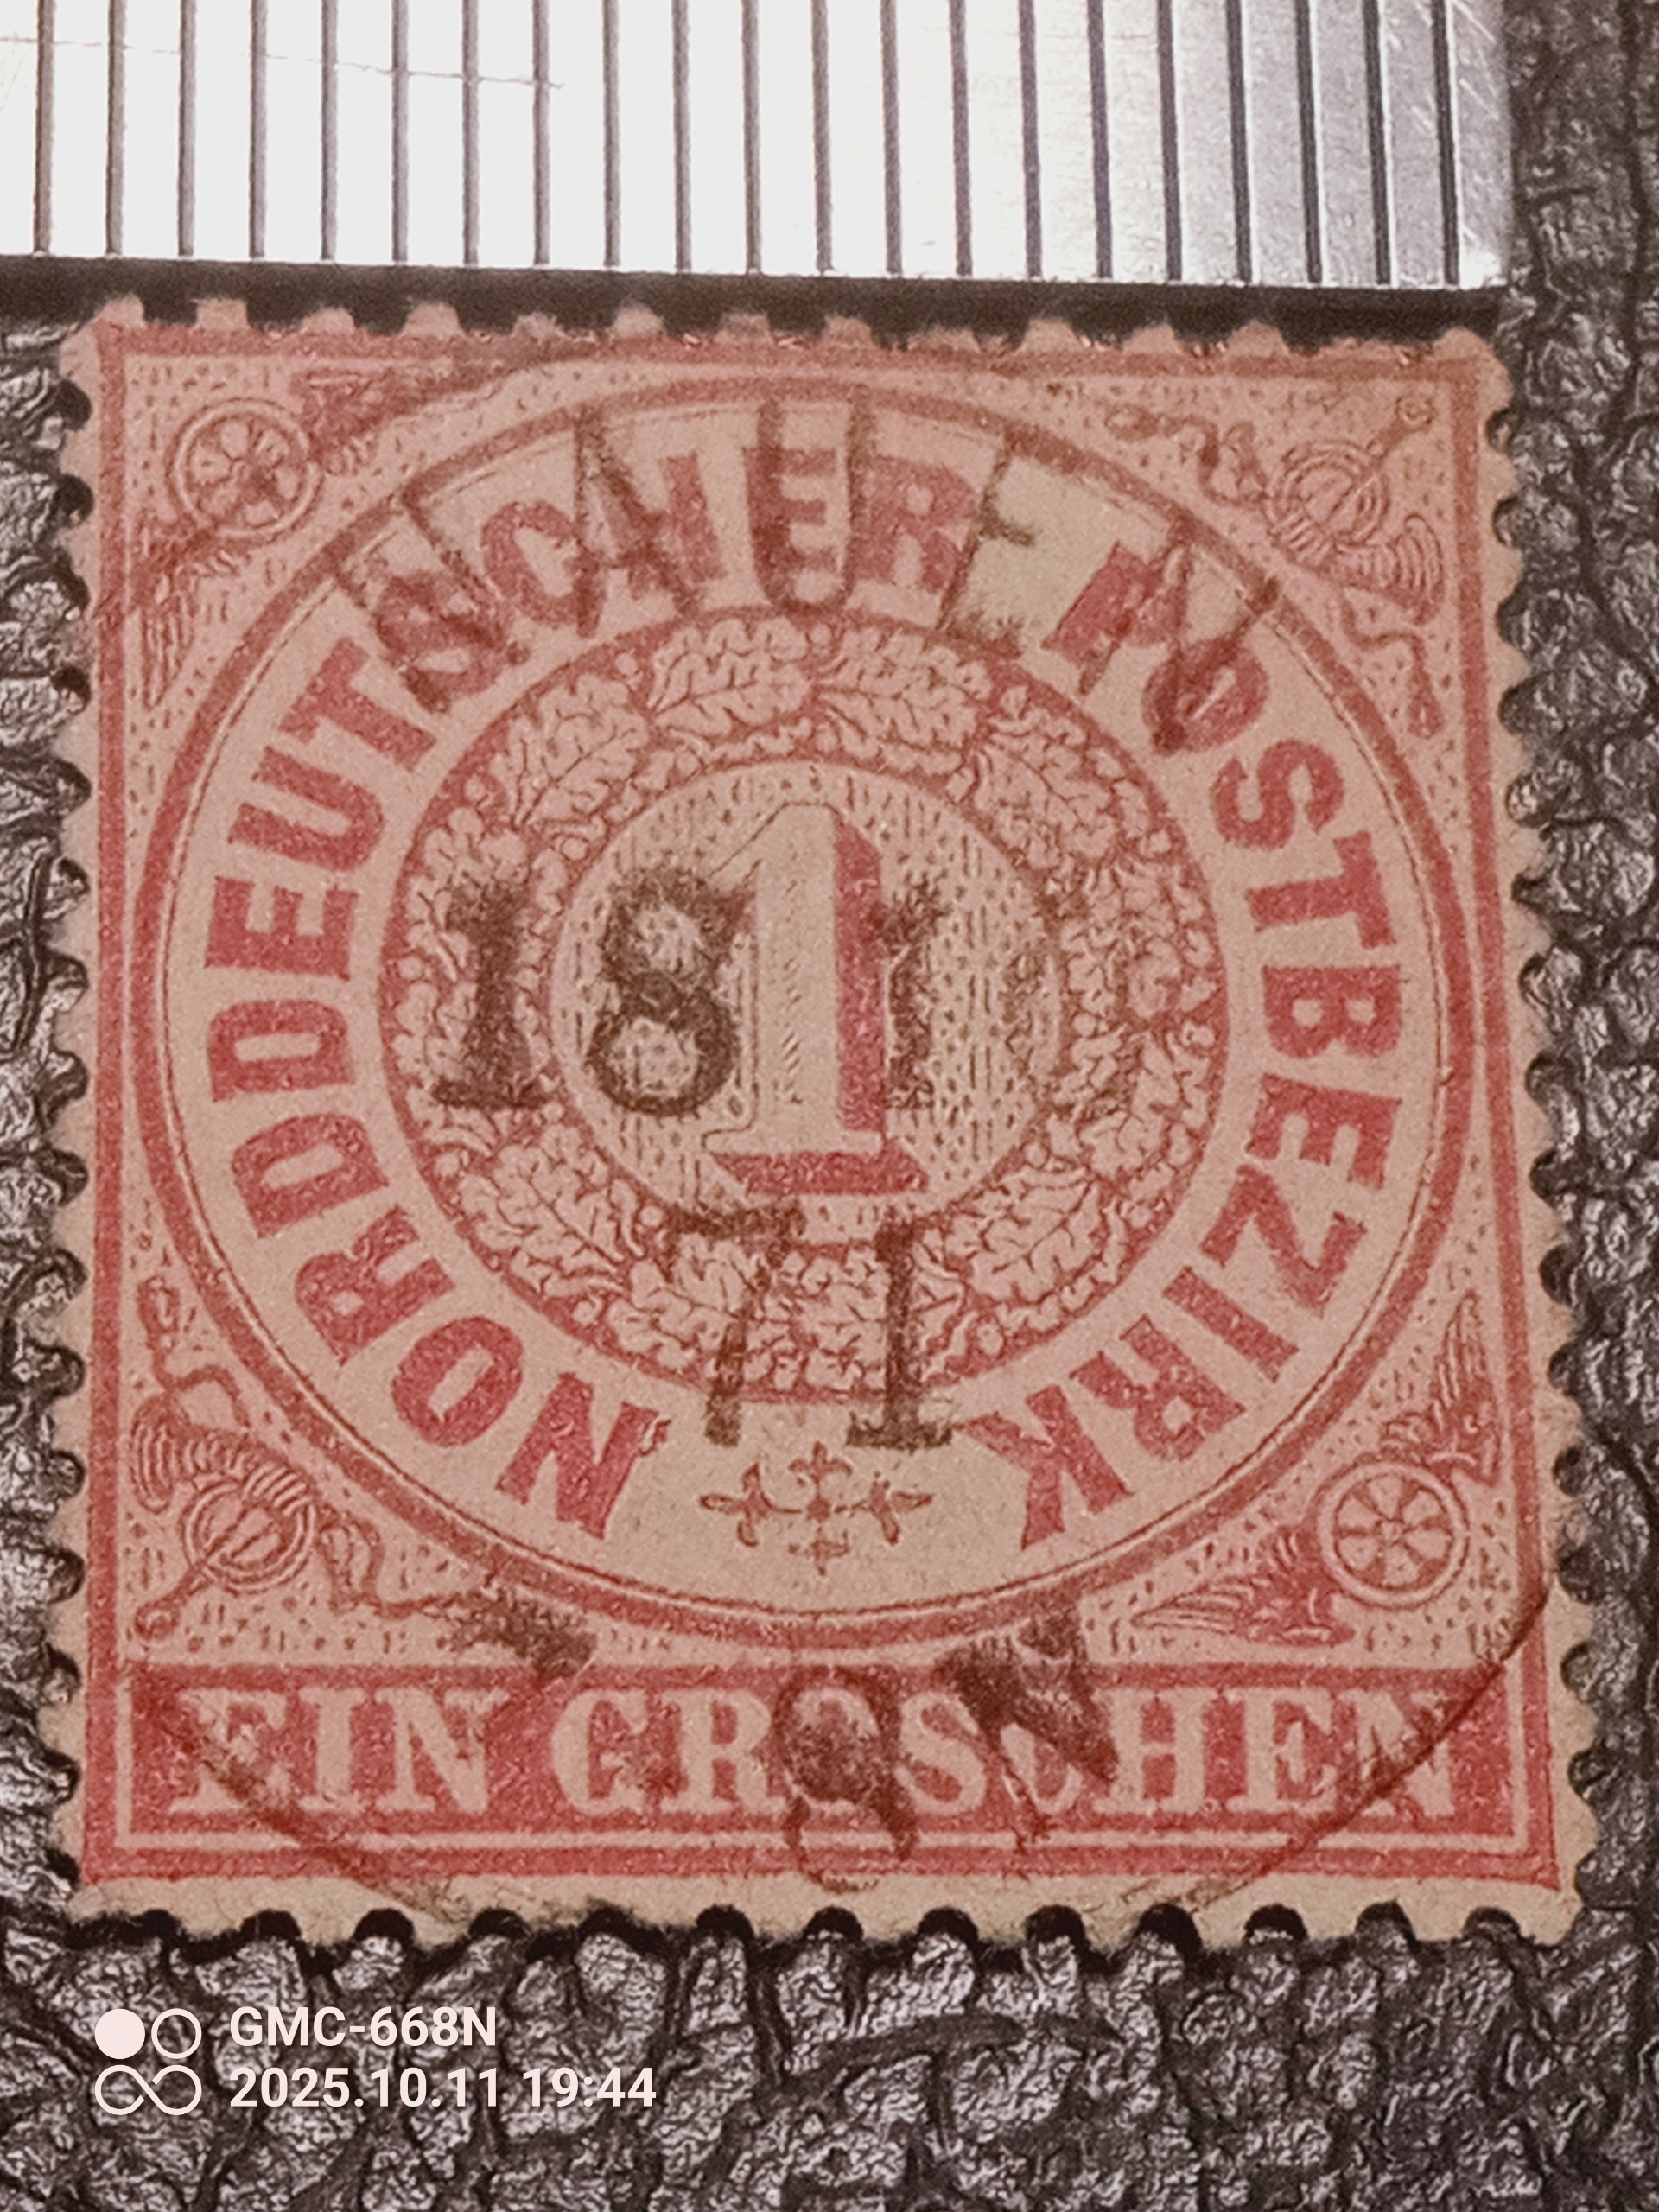 NORDDEUTSCHER POSTBEZIRK
1
18 1
71
EIN GROSCHEN
GMC-668N
2025.10.11 19:44